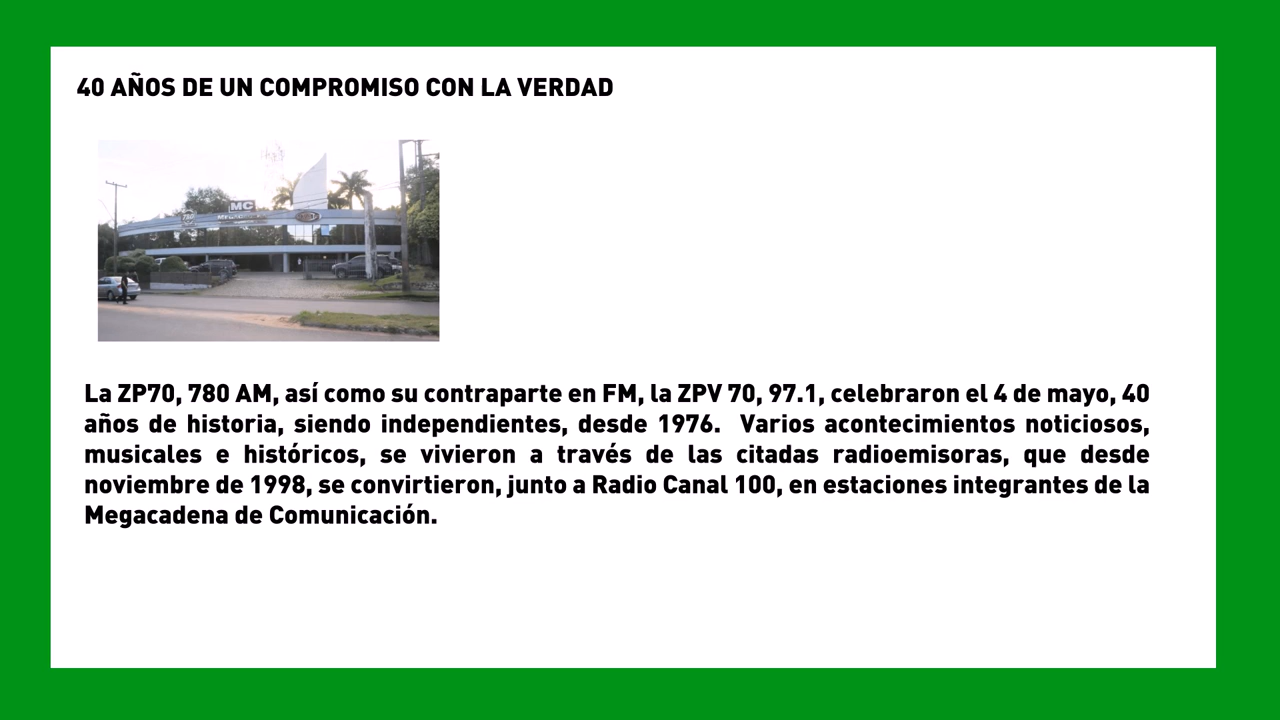 40 AÑOS DE UN COMPROMISO CON LA VERDAD
MC
780
La ZP70, 780 AM, así como su contraparte en FM, la ZPV 70, 97.1, celebraron el 4 de mayo, 40
años de historia, siendo independientes, desde 1976. Varios acontecimientos noticiosos,
musicales e históricos, se vivieron a través de las citadas radioemisoras, que desde
noviembre de 1998, se convirtieron, junto a Radio Canal 100, en estaciones integrantes de la
Megacadena de Comunicación.